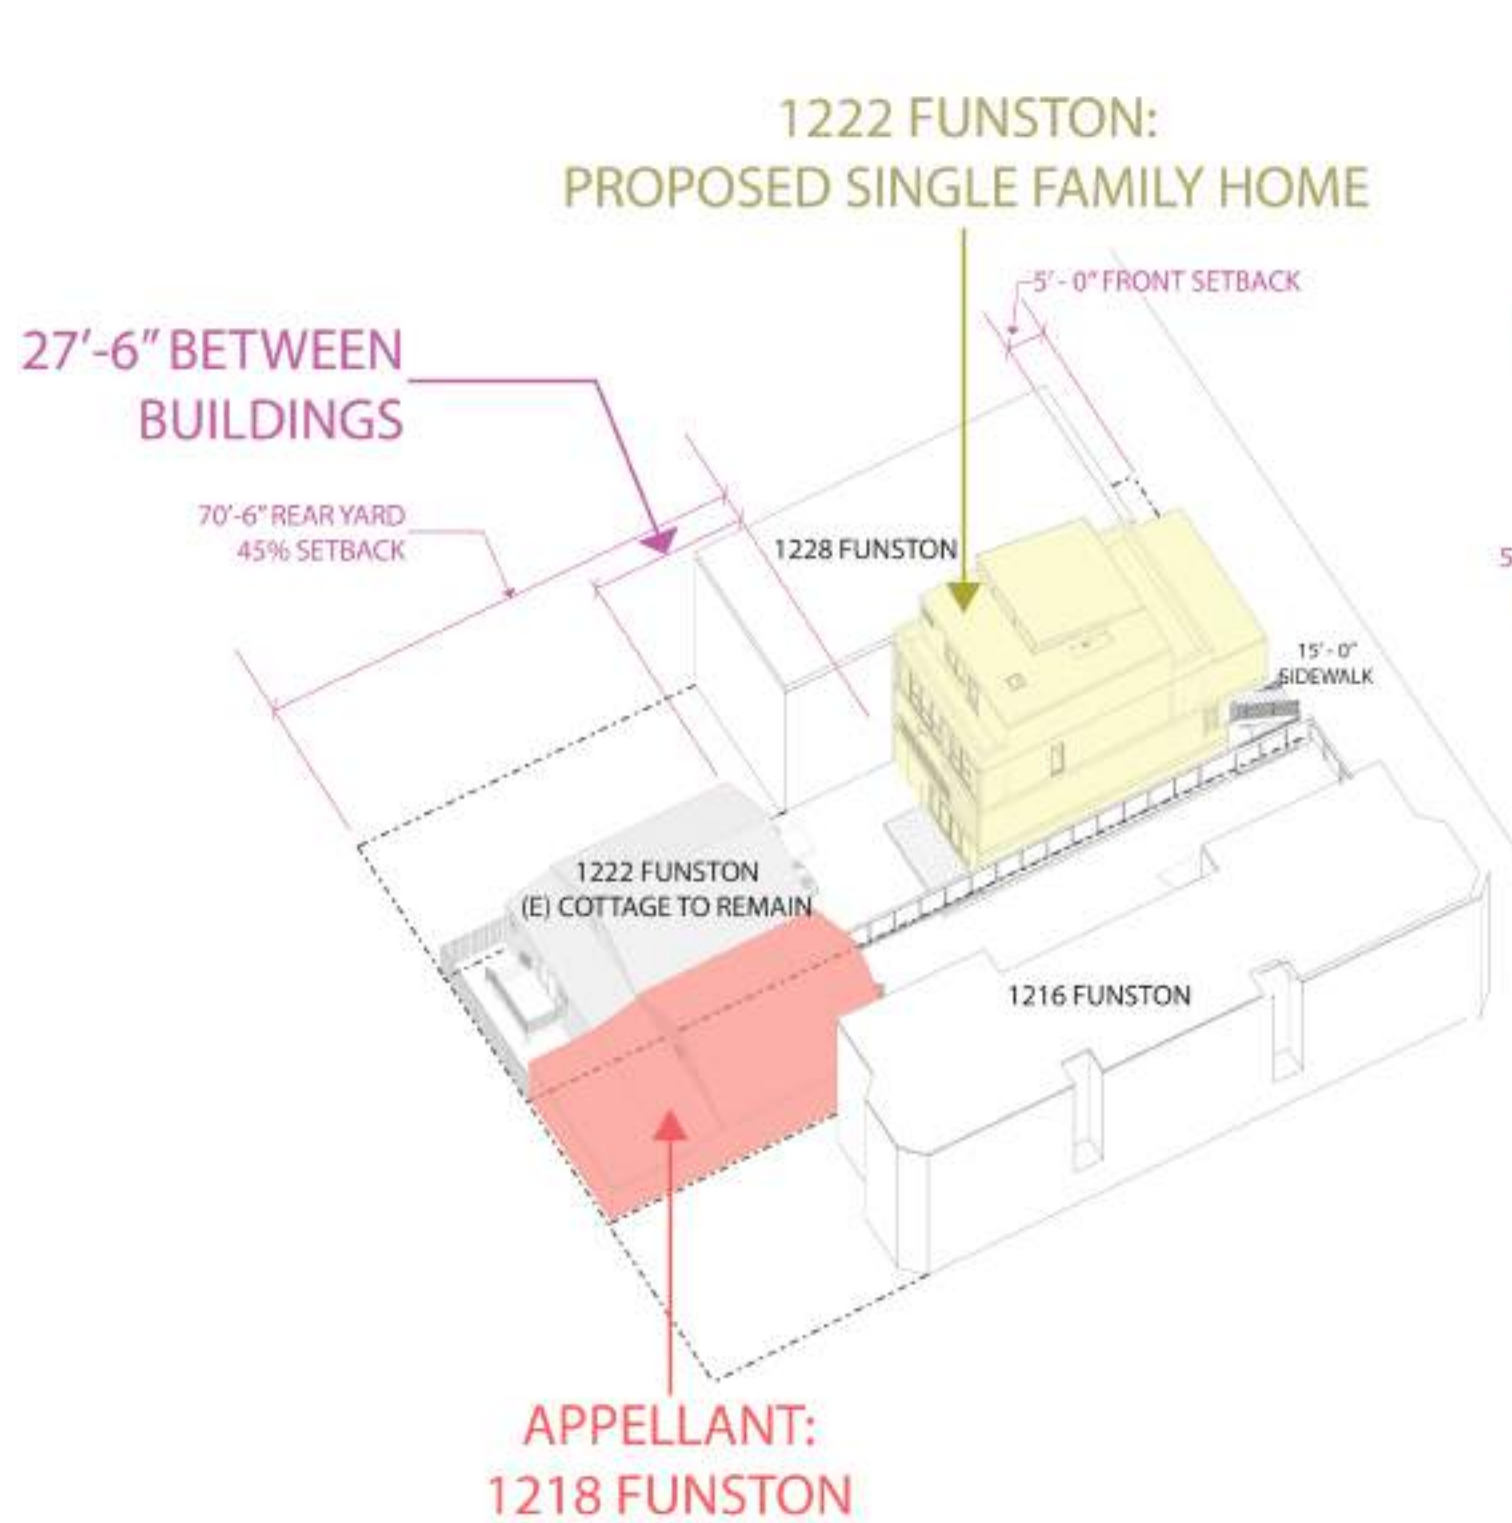 1222 FUNSTON:
PROPOSED SINGLE FAMILY HOME
5'-0" FRONT SETBACK
27'-6" BETWEEN
BUILDINGS
70'-6" REAR YARD
45% SETBACK
1228 FUNSTON
15'-0"
SIDEWALK
5
1222 FUNSTON
(E) COTTAGE TO REMAIN
1216 FUNSTON
APPELLANT:
1218 FUNSTON